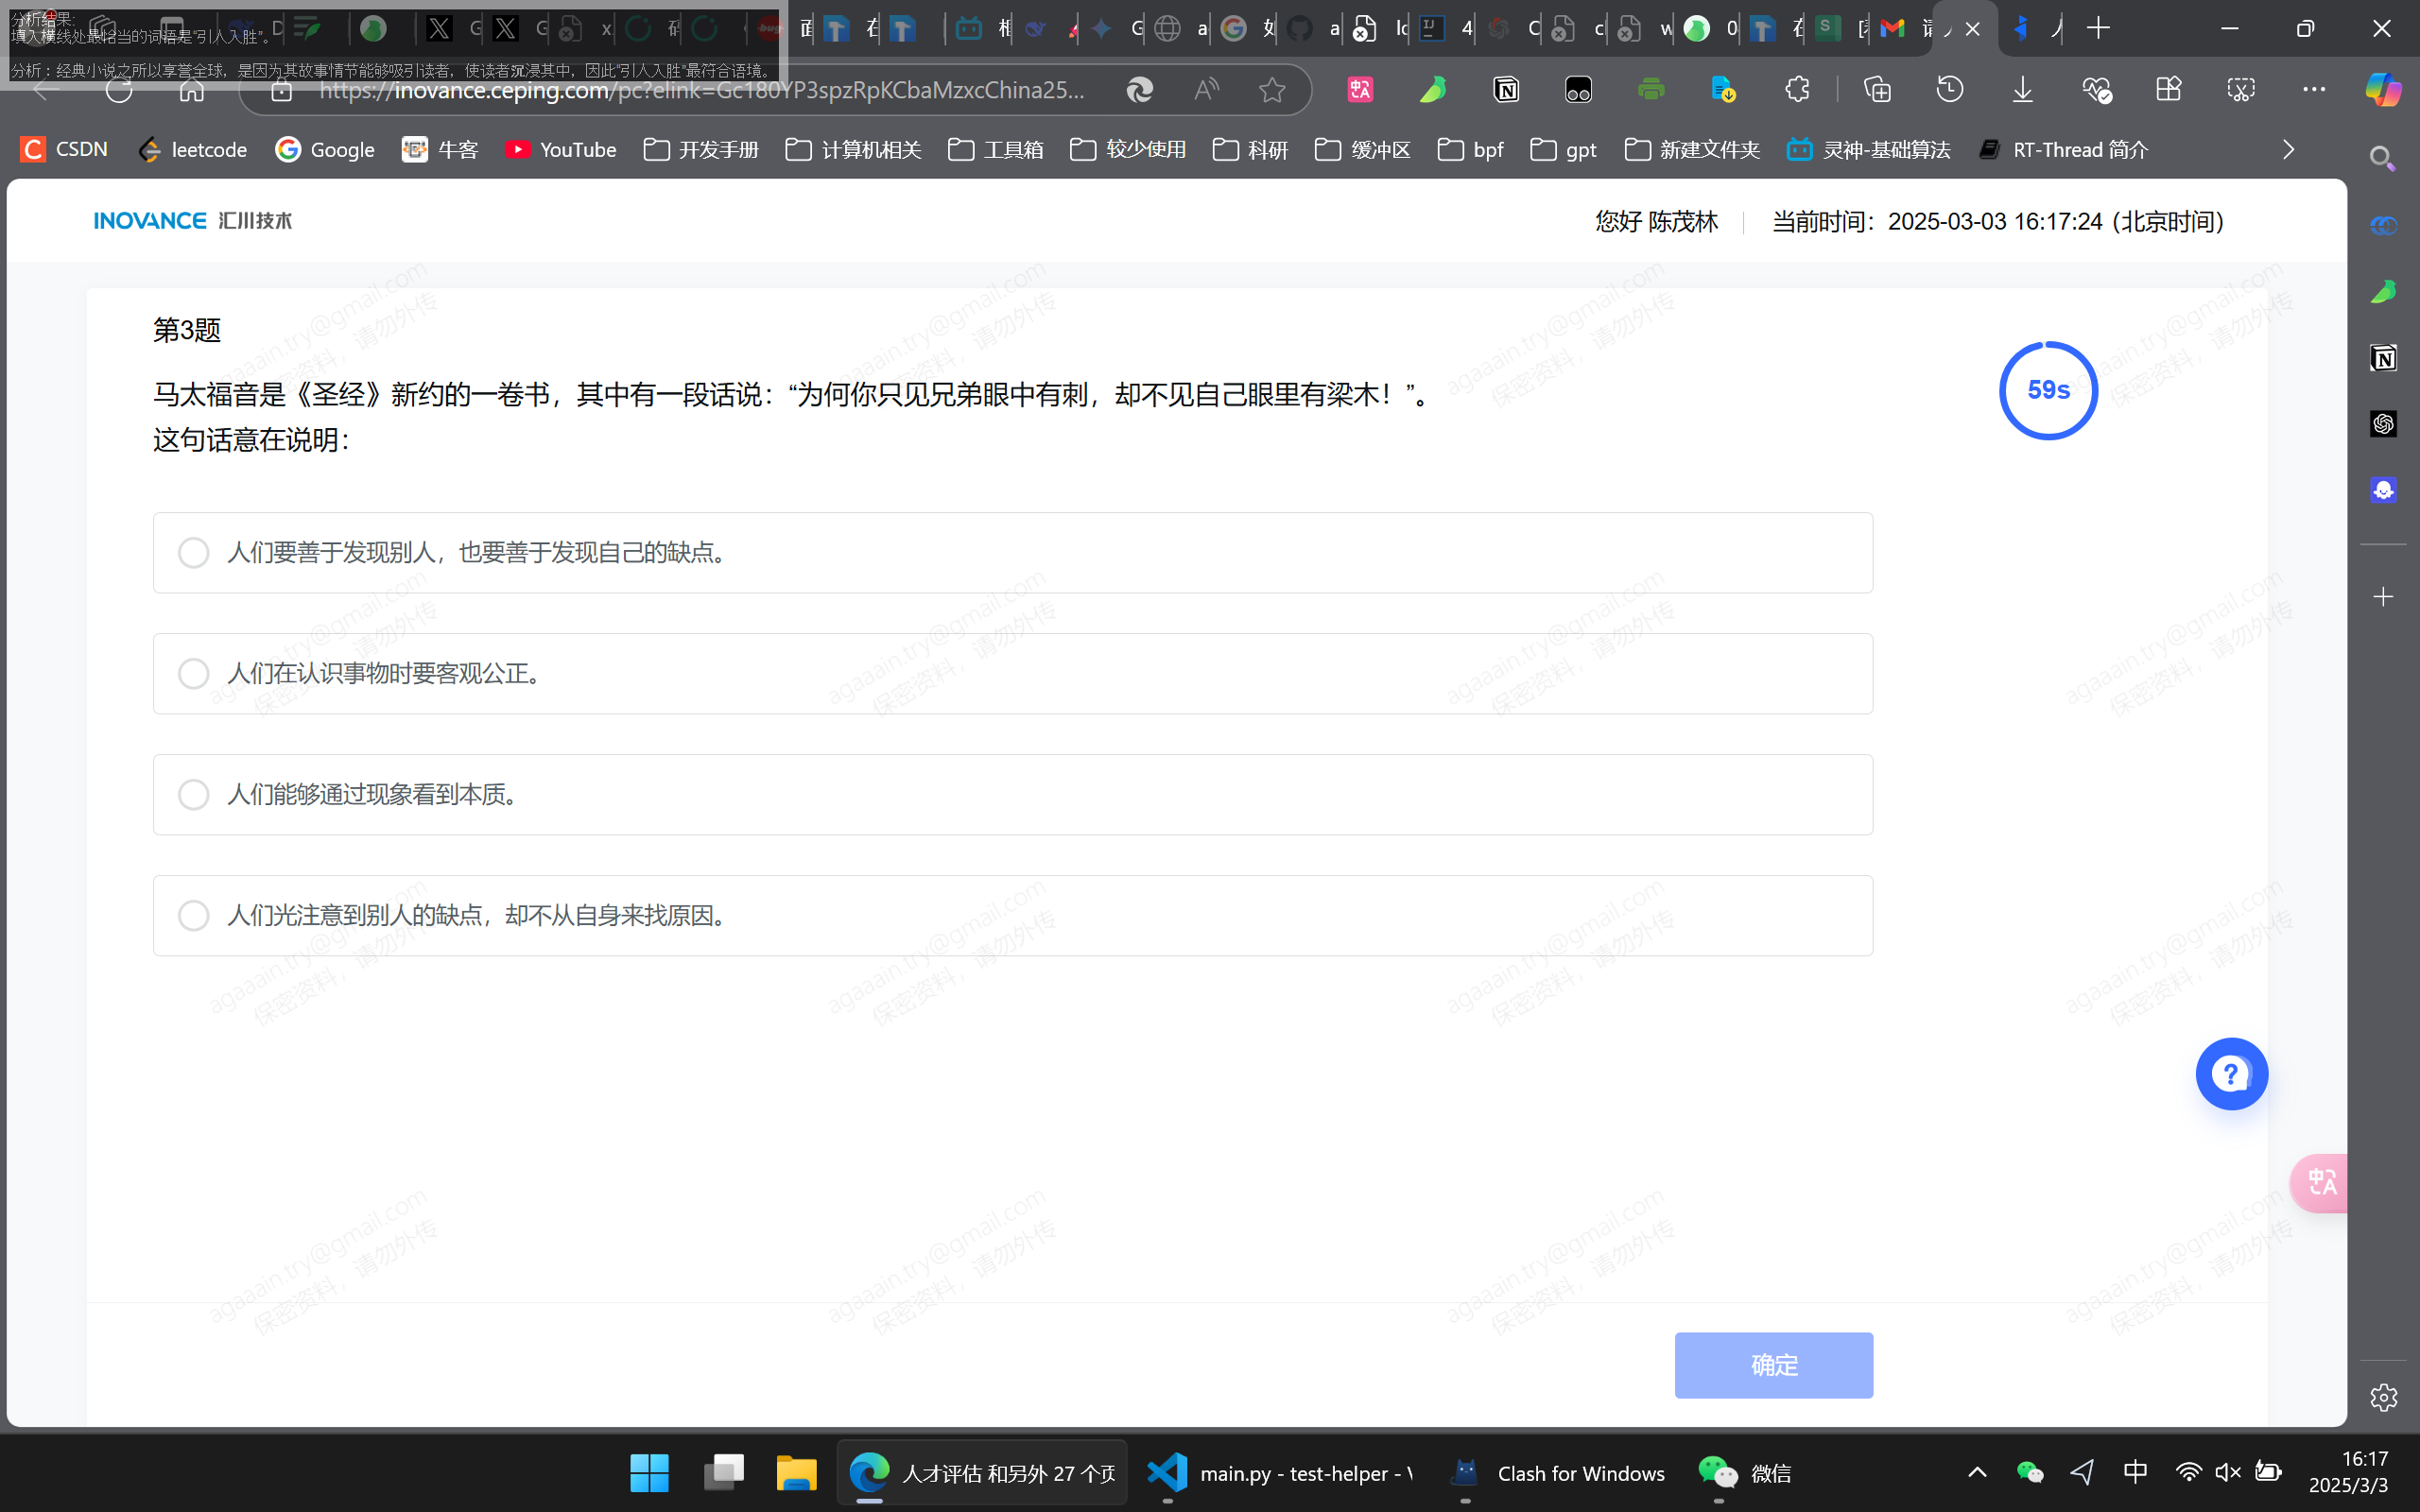 分析结果:
填入横线处最恰当的词语是“引人入胜”。
分析：经典小说之所以享誉全球，是因为其故事情节能够吸引读者，使读者沉浸其中，因此“引人入胜”最符合语境。
https://inovance.ceping.com/pc?elink=Gc180YP3spzRpKCbaMzxcChina25...
CSDN leetcode Google 牛客 YouTube 开发手册 计算机相关 工具箱 较少使用 科研 缓冲区 bpf gpt 新建文件夹 灵神-基础算法 RT-Thread 简介
INOVANCE 汇川技术
您好 陈茂林 当前时间：2025-03-03 16:17:24 (北京时间)
第3题
59s
马太福音是《圣经》新约的一卷书，其中有一段话说：“为何你只见兄弟眼中有刺，却不见自己眼里有梁木！”。
这句话意在说明：
人们要善于发现别人，也要善于发现自己的缺点。
人们在认识事物时要客观公正。
人们能够通过现象看到本质。
人们光注意到别人的缺点，却不从自身来找原因。
agaaain.try@gmail.com
保密资料，请勿外传
确定
人才评估 和另外 27 个页 main.py - test-helper - Clash for Windows 微信
中
16:17
2025/3/3